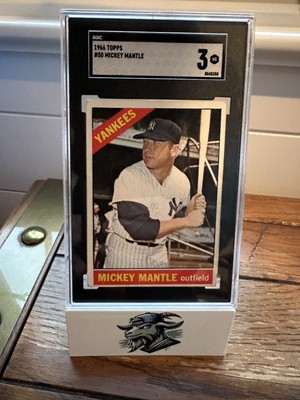 SGC
1966 TOPPS
#50 MICKEY MANTLE
3
YANKEES
MICKEY MANTLE outfield